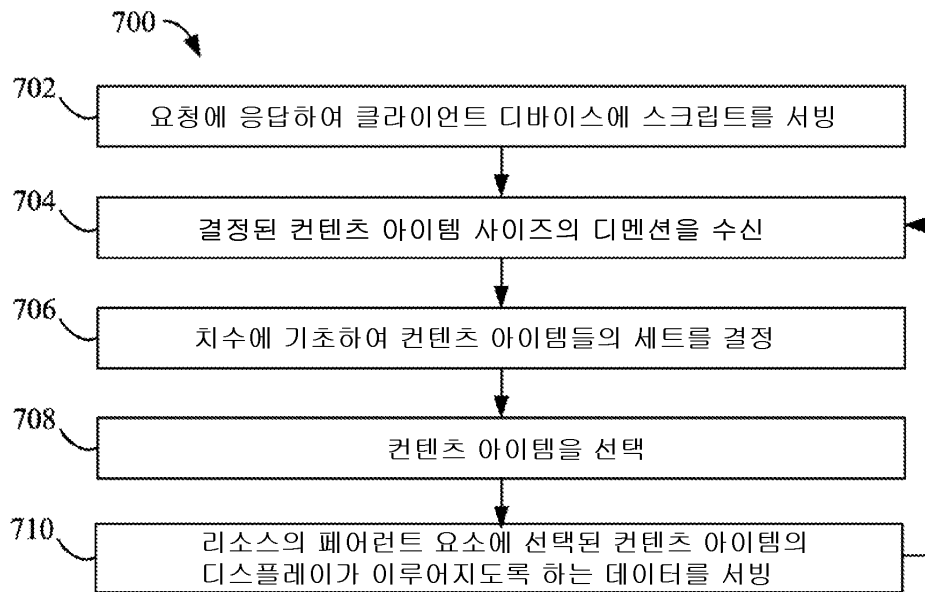 700
702
요청에 응답하여 클라이언트 디바이스에 스크립트를 서빙
704
결정된 컨텐츠 아이템 사이즈의 디멘션을 수신
706
치수에 기초하여 컨텐츠 아이템들의 세트를 결정
708
컨텐츠 아이템을 선택
710
리소스의 페어런트 요소에 선택된 컨텐츠 아이템의
디스플레이가 이루어지도록 하는 데이터를 서빙